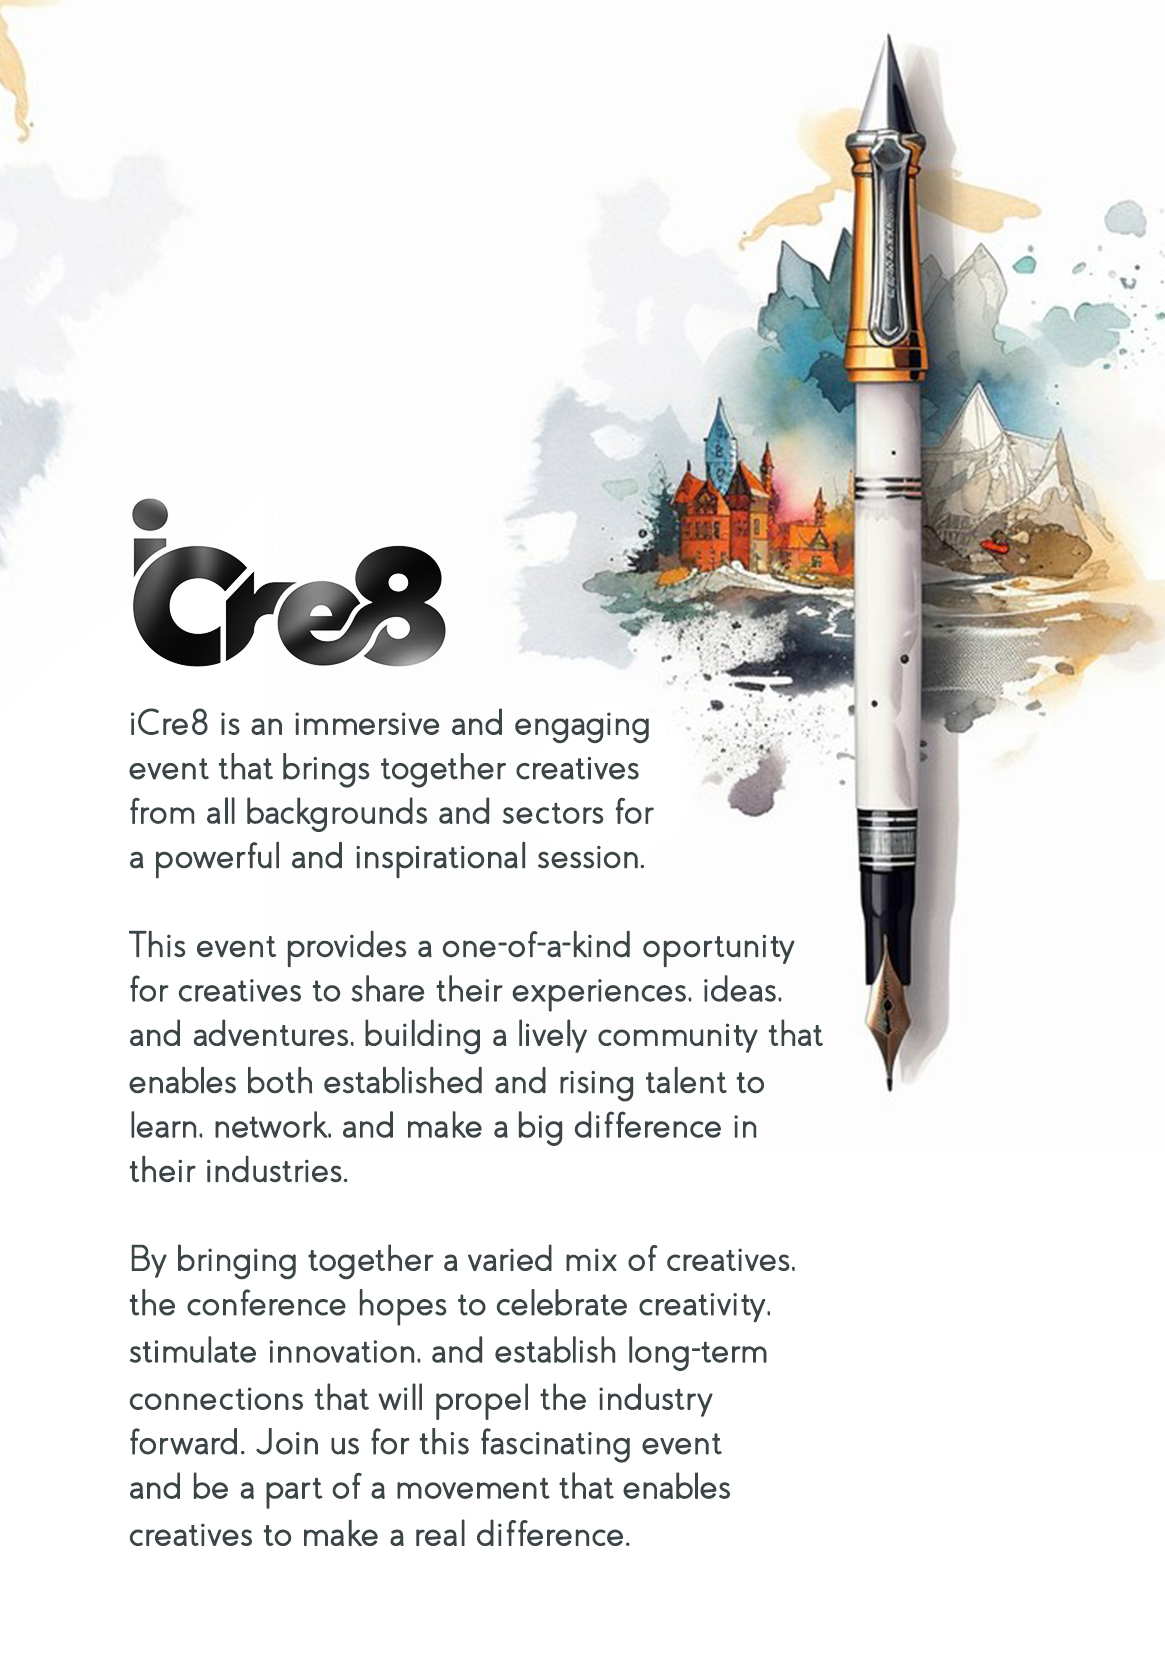 iCre8
iCre8 is an immersive and engaging
event that brings together creatives
from all backgrounds and sectors for
a powerful and inspirational session.
This event provides a one-of-a-kind oportunity
for creatives to share their experiences. ideas.
and adventures. building a lively community that
enables both established and rising talent to
learn. network. and make a big difference in
their industries.
By bringing together a varied mix of creatives.
the conference hopes to celebrate creativity.
stimulate innovation. and establish long-term
connections that will propel the industry
forward. Join us for this fascinating event
and be a part of a movement that enables
creatives to make a real difference.